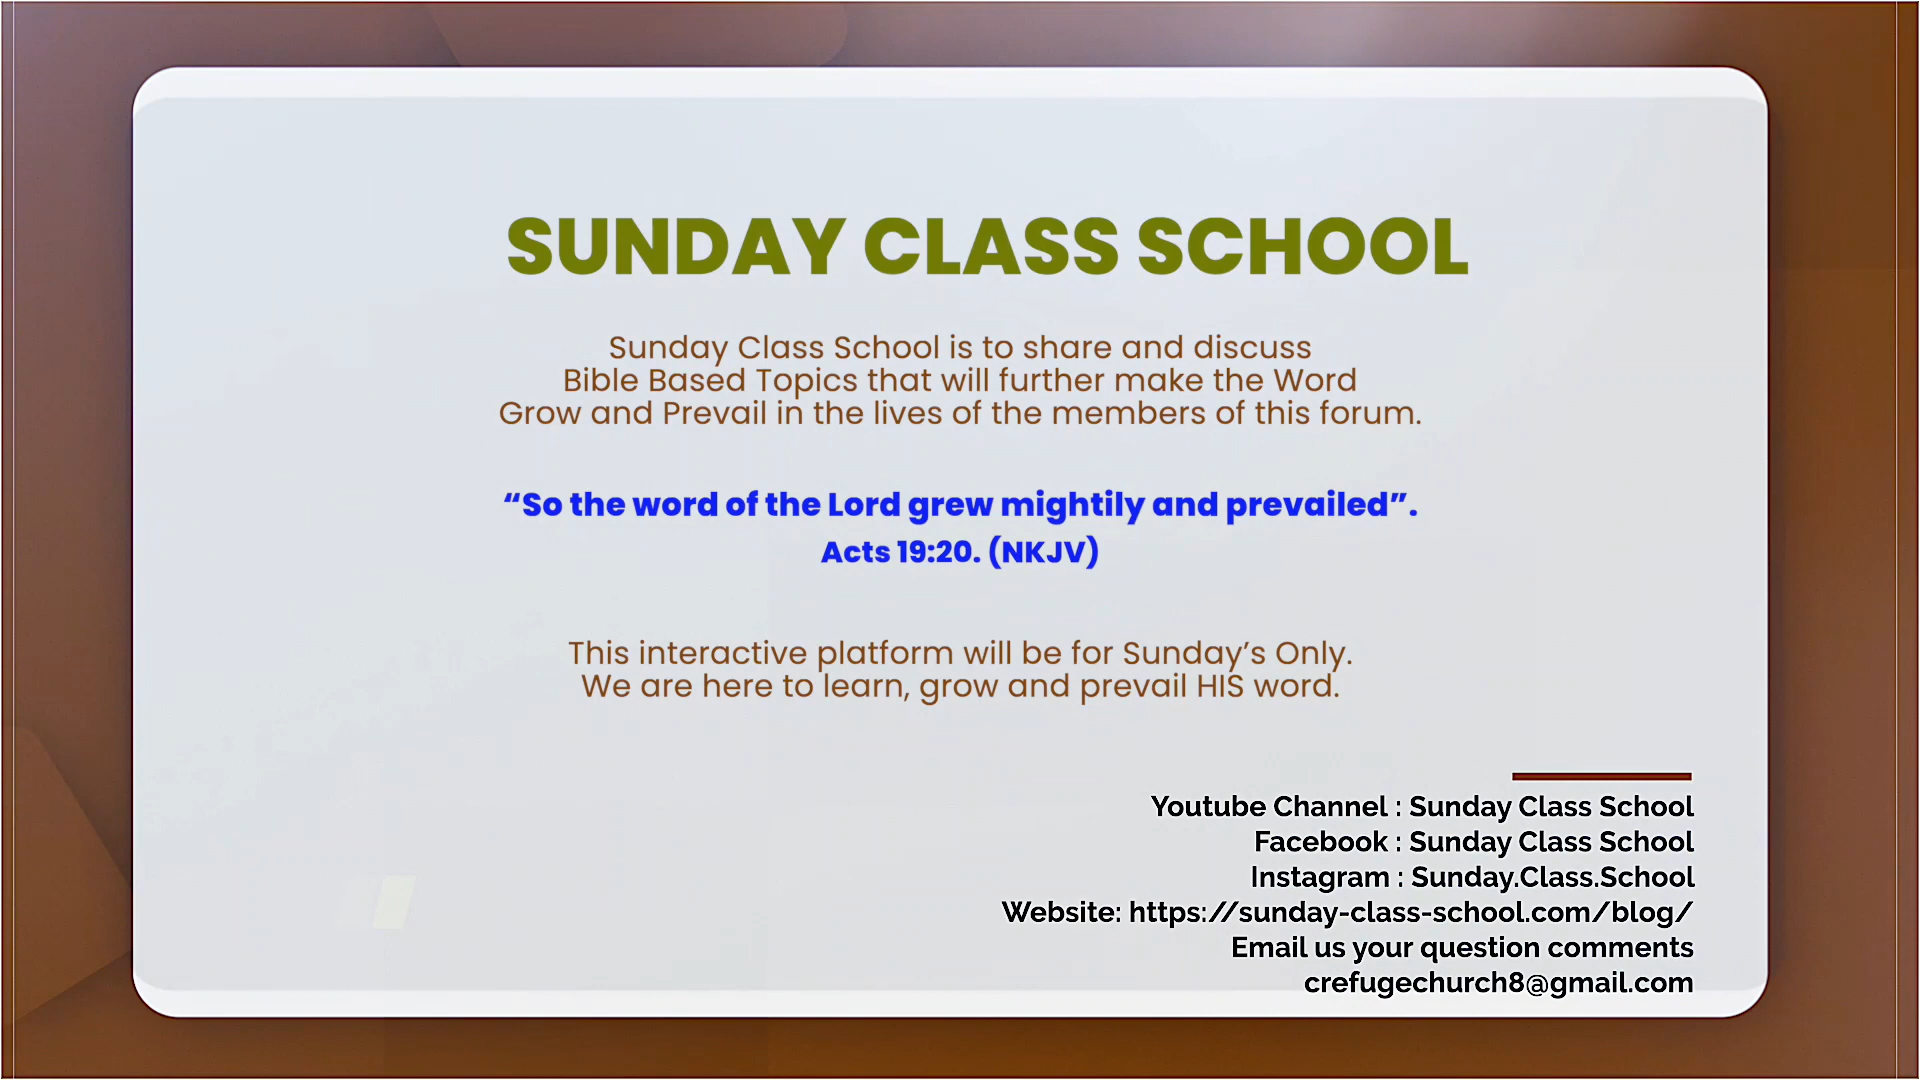 SUNDAY CLASS SCHOOL
Sunday Class School is to share and discuss
Bible Based Topics that will further make the Word
Grow and Prevail in the lives of the members of this forum.
“So the word of the Lord grew mightily and prevailed”.
Acts 19:20. (NKJV)
This interactive platform will be for Sunday’s Only.
We are here to learn, grow and prevail HIS word.
Youtube Channel : Sunday Class School
Facebook : Sunday Class School
Instagram : Sunday.Class.School
Website: https://sunday-class-school.com/blog/
Email us your question comments
crefugechurch8@gmail.com